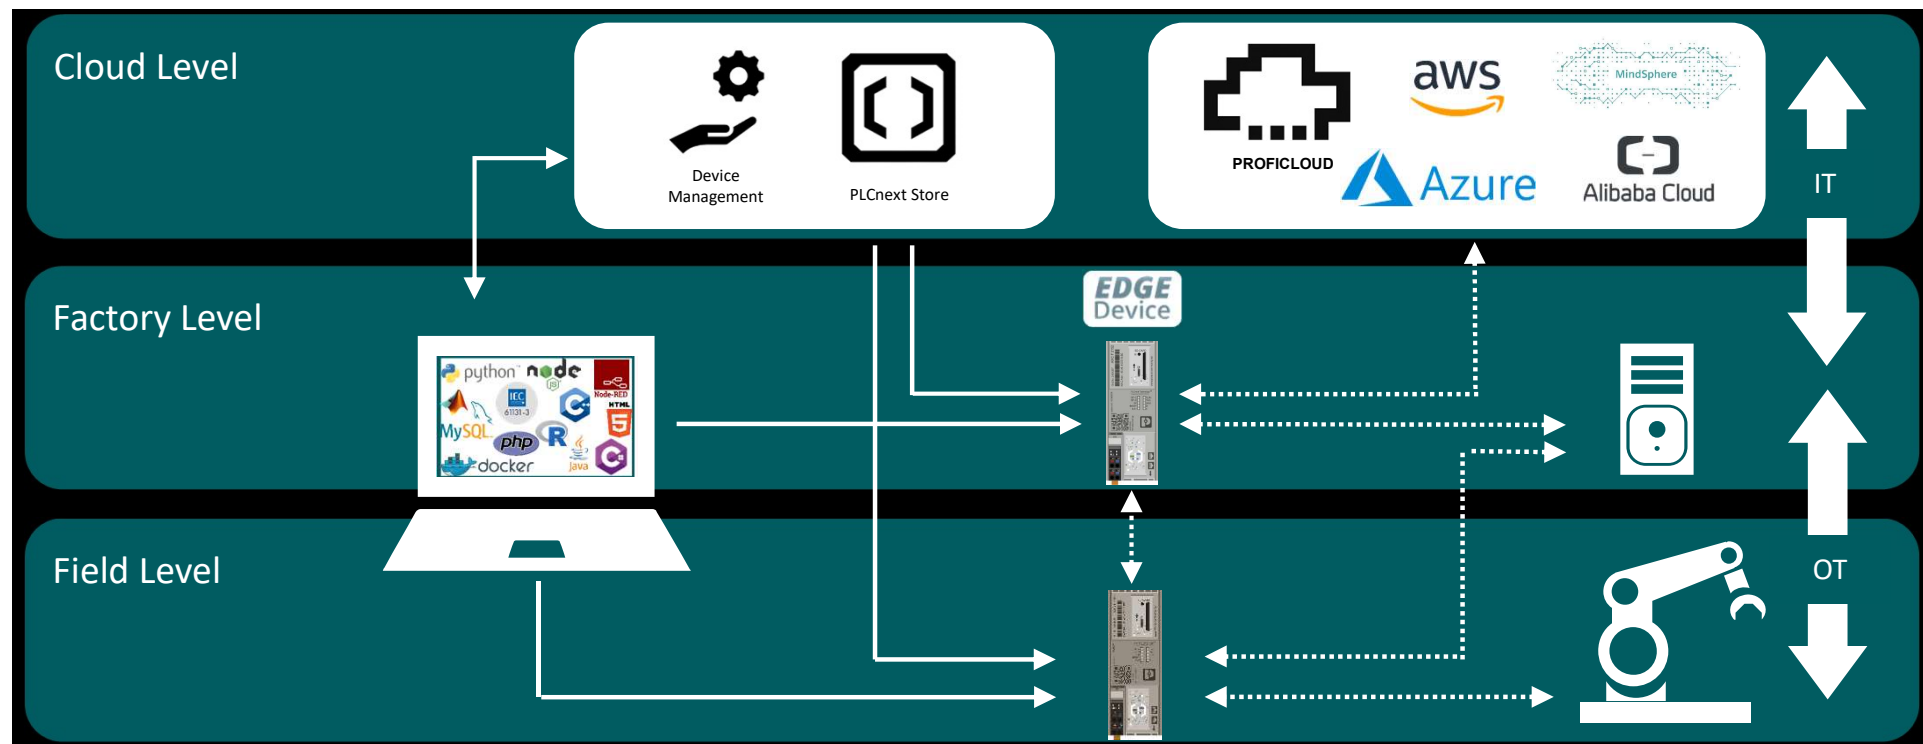 Cloud Level
Device
Management
PLCnext Store
PROFICLOUD
aws
MindSphere
Azure
Alibaba Cloud
IT
Factory Level
EDGE
Device
python
node
JS
Node-RED
IEC
61131-3
HTML
5
MySQL
php
R
Java
docker
Field Level
OT